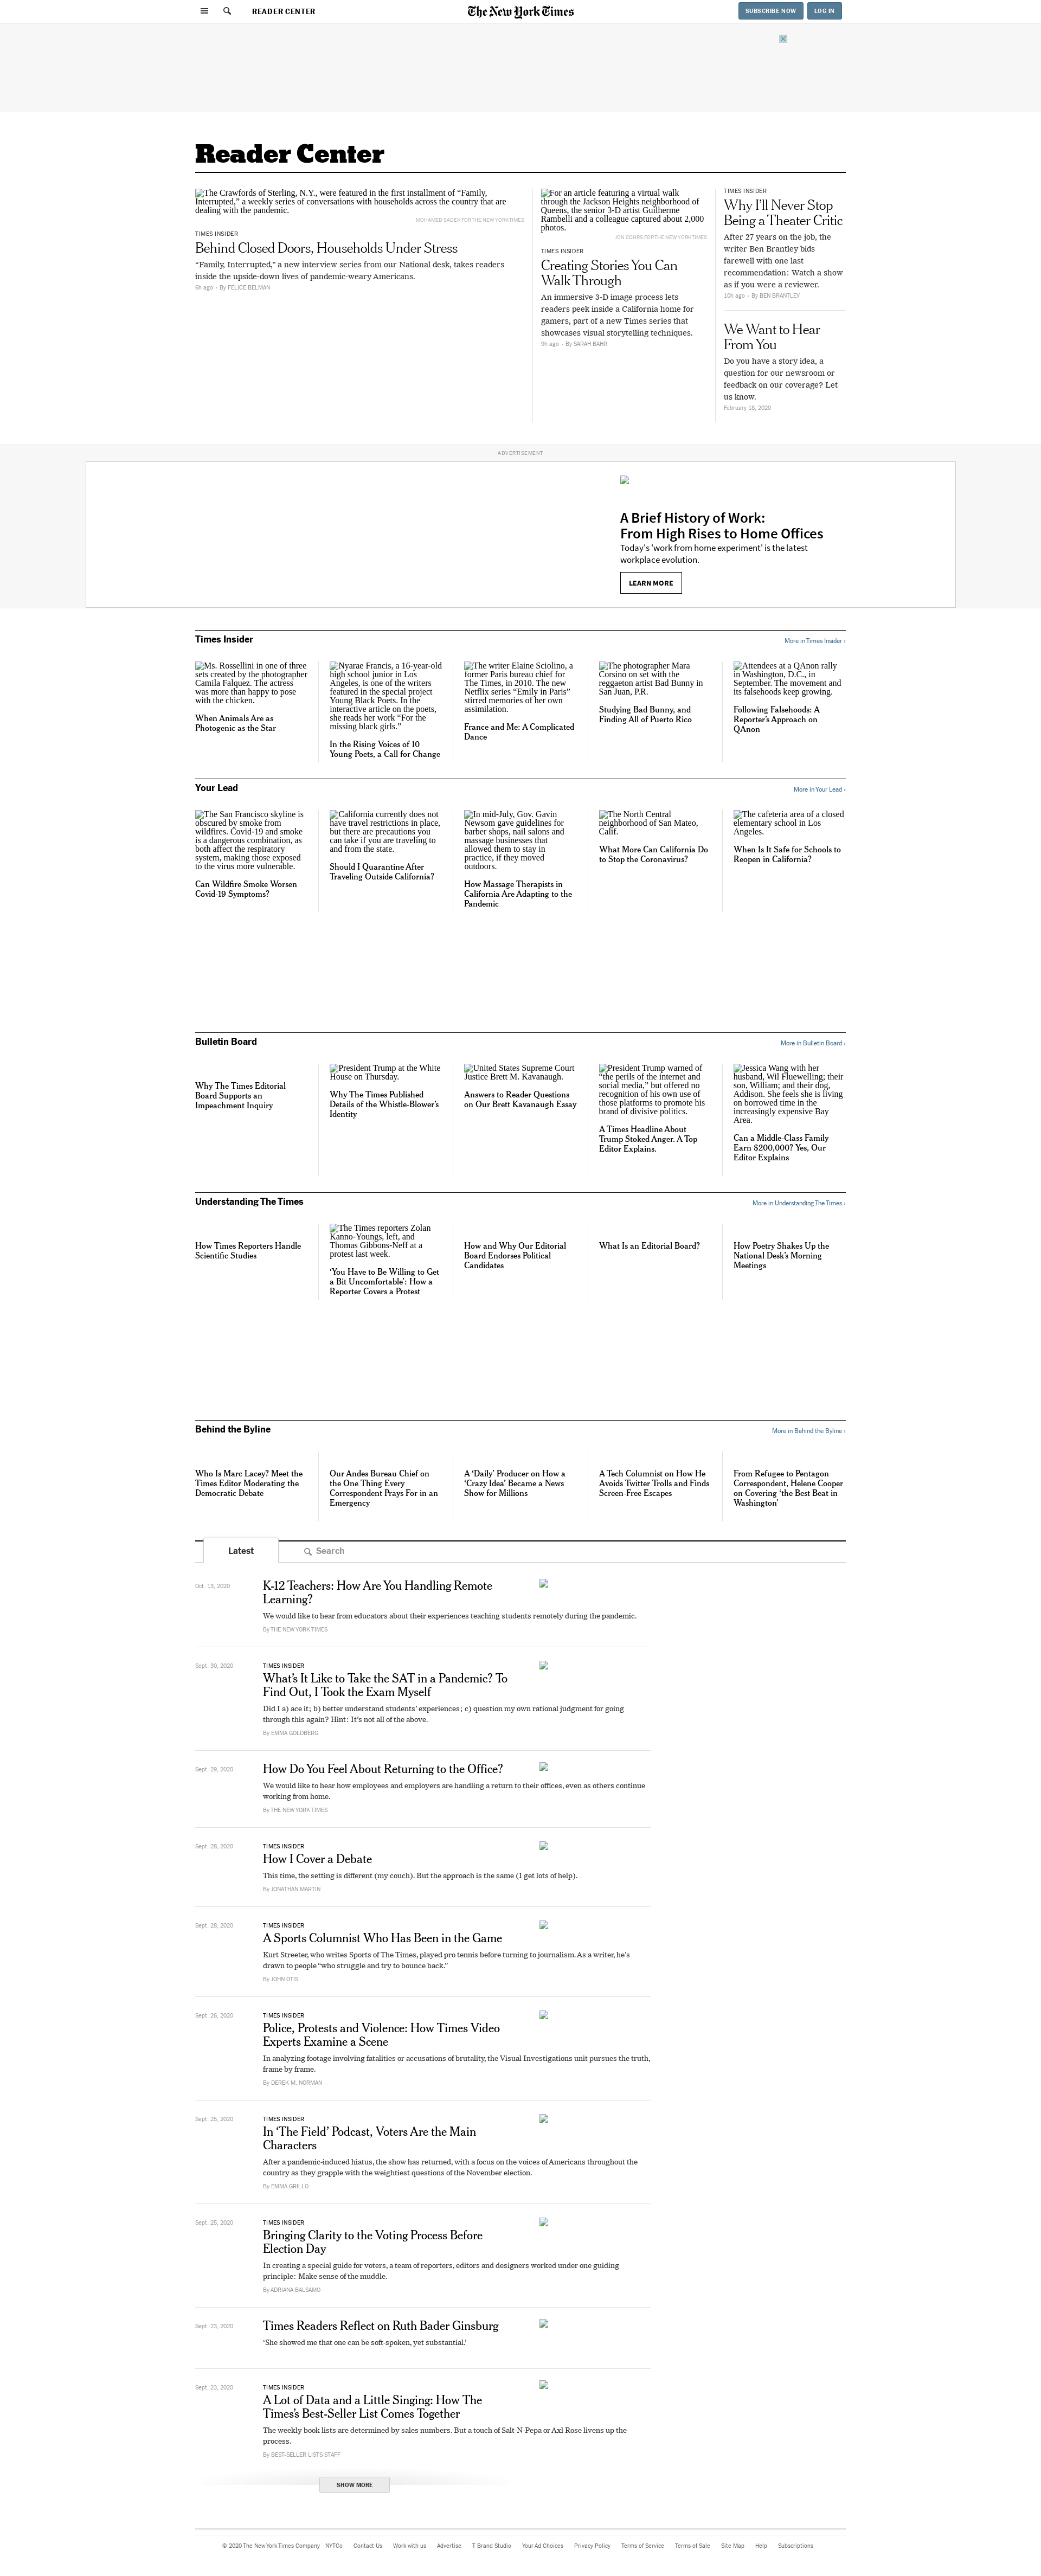 READER CENTER
The New York Times
SUBSCRIBE NOW
LOG IN
Reader Center
The Crawfords of Sterling, N.Y., were featured in the first installment of “Family,
Interrupted,” a weekly series of conversations with households across the country that are
dealing with the pandemic.
MOHAMED SADEK FOR THE NEW YORK TIMES
TIMES INSIDER
Behind Closed Doors, Households Under Stress
“Family, Interrupted,” a new interview series from our National desk, takes readers
inside the upside-down lives of pandemic-weary Americans.
6h ago · By FELICE BELMAN
For an article featuring a virtual walk
through the Jackson Heights neighborhood of
Queens, the senior 3-D artist Guilherme
Rambelli and a colleague captured about 2,000
photos.
JON COHRS FOR THE NEW YORK TIMES
TIMES INSIDER
Creating Stories You Can
Walk Through
An immersive 3-D image process lets
readers peek inside a California home for
gamers, part of a new Times series that
showcases visual storytelling techniques.
9h ago · By SARAH BAHR
TIMES INSIDER
Why I’ll Never Stop
Being a Theater Critic
After 27 years on the job, the
writer Ben Brantley bids
farewell with one last
recommendation: Watch a show
as if you were a reviewer.
10h ago · By BEN BRANTLEY
We Want to Hear
From You
Do you have a story idea, a
question for our newsroom or
feedback on our coverage? Let
us know.
February 18, 2020
ADVERTISEMENT
A Brief History of Work:
From High Rises to Home Offices
Today's 'work from home experiment' is the latest
workplace evolution.
LEARN MORE
Times Insider
More in Times Insider ›
Ms. Rossellini in one of three
sets created by the photographer
Camila Falquez. The actress
was more than happy to pose
with the chicken.
When Animals Are as
Photogenic as the Star
Nyarae Francis, a 16-year-old
high school junior in Los
Angeles, is one of the writers
featured in the special project
Young Black Poets. In the
interactive article on the poets,
she reads her work “For the
missing black girls.”
In the Rising Voices of 10
Young Poets, a Call for Change
The writer Elaine Sciolino, a
former Paris bureau chief for
The Times, in 2010. The new
Netflix series “Emily in Paris”
stirred memories of her own
assimilation.
France and Me: A Complicated
Dance
The photographer Mara
Corsino on set with the
reggaeton artist Bad Bunny in
San Juan, P.R.
Studying Bad Bunny, and
Finding All of Puerto Rico
Attendees at a QAnon rally
in Washington, D.C., in
September. The movement and
its falsehoods keep growing.
Following Falsehoods: A
Reporter’s Approach on
QAnon
Your Lead
More in Your Lead ›
The San Francisco skyline is
obscured by smoke from
wildfires. Covid-19 and smoke
is a dangerous combination, as
both affect the respiratory
system, making those exposed
to the virus more vulnerable.
Can Wildfire Smoke Worsen
Covid-19 Symptoms?
California currently does not
have travel restrictions in place,
but there are precautions you
can take if you are traveling to
and from the state.
Should I Quarantine After
Traveling Outside California?
In mid-July, Gov. Gavin
Newsom gave guidelines for
barber shops, nail salons and
massage businesses that
allowed them to stay in
practice, if they moved
outdoors.
How Massage Therapists in
California Are Adapting to the
Pandemic
The North Central
neighborhood of San Mateo,
Calif.
What More Can California Do
to Stop the Coronavirus?
The cafeteria area of a closed
elementary school in Los
Angeles.
When Is It Safe for Schools to
Reopen in California?
Bulletin Board
More in Bulletin Board ›
Why The Times Editorial
Board Supports an
Impeachment Inquiry
President Trump at the White
House on Thursday.
Why The Times Published
Details of the Whistle-Blower’s
Identity
United States Supreme Court
Justice Brett M. Kavanaugh.
Answers to Reader Questions
on Our Brett Kavanaugh Essay
President Trump warned of
“the perils of the internet and
social media,” but offered no
recognition of his own use of
those platforms to promote his
brand of divisive politics.
A Times Headline About
Trump Stoked Anger. A Top
Editor Explains.
Jessica Wang with her
husband, Wil Fluewelling; their
son, William; and their dog,
Addison. She feels she is living
on borrowed time in the
increasingly expensive Bay
Area.
Can a Middle-Class Family
Earn $200,000? Yes, Our
Editor Explains
Understanding The Times
More in Understanding The Times ›
How Times Reporters Handle
Scientific Studies
The Times reporters Zolan
Kanno-Youngs, left, and
Thomas Gibbons-Neff at a
protest last week.
‘You Have to Be Willing to Get
a Bit Uncomfortable’: How a
Reporter Covers a Protest
How and Why Our Editorial
Board Endorses Political
Candidates
What Is an Editorial Board?
How Poetry Shakes Up the
National Desk’s Morning
Meetings
Behind the Byline
More in Behind the Byline ›
Who Is Marc Lacey? Meet the
Times Editor Moderating the
Democratic Debate
Our Andes Bureau Chief on
the One Thing Every
Correspondent Prays For in an
Emergency
A ‘Daily’ Producer on How a
‘Crazy Idea’ Became a News
Show for Millions
A Tech Columnist on How He
Avoids Twitter Trolls and Finds
Screen-Free Escapes
From Refugee to Pentagon
Correspondent, Helene Cooper
on Covering ‘the Best Beat in
Washington’
Latest
Search
Oct. 13, 2020
K-12 Teachers: How Are You Handling Remote
Learning?
We would like to hear from educators about their experiences teaching students remotely during the pandemic.
By THE NEW YORK TIMES
Sept. 30, 2020
TIMES INSIDER
What’s It Like to Take the SAT in a Pandemic? To
Find Out, I Took the Exam Myself
Did I a) ace it; b) better understand students’ experiences; c) question my own rational judgment for going
through this again? Hint: It’s not all of the above.
By EMMA GOLDBERG
Sept. 29, 2020
How Do You Feel About Returning to the Office?
We would like to hear how employees and employers are handling a return to their offices, even as others continue
working from home.
By THE NEW YORK TIMES
Sept. 28, 2020
TIMES INSIDER
How I Cover a Debate
This time, the setting is different (my couch). But the approach is the same (I get lots of help).
By JONATHAN MARTIN
Sept. 28, 2020
TIMES INSIDER
A Sports Columnist Who Has Been in the Game
Kurt Streeter, who writes Sports of The Times, played pro tennis before turning to journalism. As a writer, he’s
drawn to people “who struggle and try to bounce back.”
By JOHN OTIS
Sept. 26, 2020
TIMES INSIDER
Police, Protests and Violence: How Times Video
Experts Examine a Scene
In analyzing footage involving fatalities or accusations of brutality, the Visual Investigations unit pursues the truth,
frame by frame.
By DEREK M. NORMAN
Sept. 25, 2020
TIMES INSIDER
In ‘The Field’ Podcast, Voters Are the Main
Characters
After a pandemic-induced hiatus, the show has returned, with a focus on the voices of Americans throughout the
country as they grapple with the weightiest questions of the November election.
By EMMA GRILLO
Sept. 25, 2020
TIMES INSIDER
Bringing Clarity to the Voting Process Before
Election Day
In creating a special guide for voters, a team of reporters, editors and designers worked under one guiding
principle: Make sense of the muddle.
By ADRIANA BALSAMO
Sept. 23, 2020
Times Readers Reflect on Ruth Bader Ginsburg
‘She showed me that one can be soft-spoken, yet substantial.’
Sept. 23, 2020
TIMES INSIDER
A Lot of Data and a Little Singing: How The
Times’s Best-Seller List Comes Together
The weekly book lists are determined by sales numbers. But a touch of Salt-N-Pepa or Axl Rose livens up the
process.
By BEST-SELLER LISTS STAFF
SHOW MORE
© 2020 The New York Times Company NYTCo Contact Us Work with us Advertise T Brand Studio Your Ad Choices Privacy Policy Terms of Service Terms of Sale Site Map Help Subscriptions